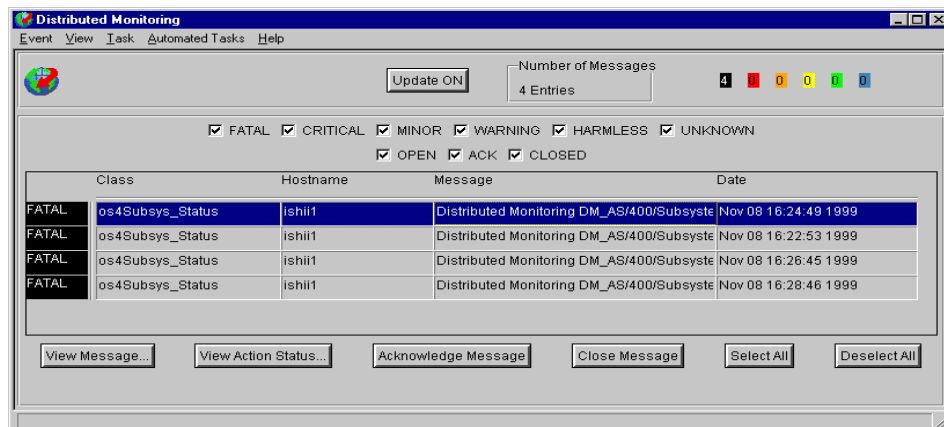 Distributed Monitoring
Event View Task Automated Tasks Help
Update ON
Number of Messages
4 Entries
4 0 0 0 0 0
FATAL CRITICAL MINOR WARNING HARMLESS UNKNOWN
OPEN ACK CLOSED
Class Hostname Message Date
FATAL os4Subsys_Status ishii1 Distributed Monitoring DM_AS/400/Subsyste Nov 08 16:24:49 1999
FATAL os4Subsys_Status ishii1 Distributed Monitoring DM_AS/400/Subsyste Nov 08 16:22:53 1999
FATAL os4Subsys_Status ishii1 Distributed Monitoring DM_AS/400/Subsyste Nov 08 16:26:45 1999
FATAL os4Subsys_Status ishii1 Distributed Monitoring DM_AS/400/Subsyste Nov 08 16:28:46 1999
View Message... View Action Status... Acknowledge Message Close Message Select All Deselect All